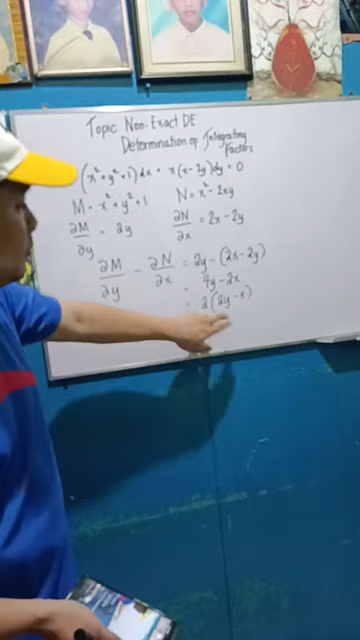 Topic Non-Exact DE
Determination of Integrating
Factors
(x² + y² + 1) dx + x(x - 2y) dy = 0
M = x² + y² + 1 N = x² - 2xy
∂M/∂y = 2y ∂N/∂x = 2x - 2y
∂M/∂y - ∂N/∂x = 2y - (2x - 2y)
= 4y - 2x
= 2(2y - x)